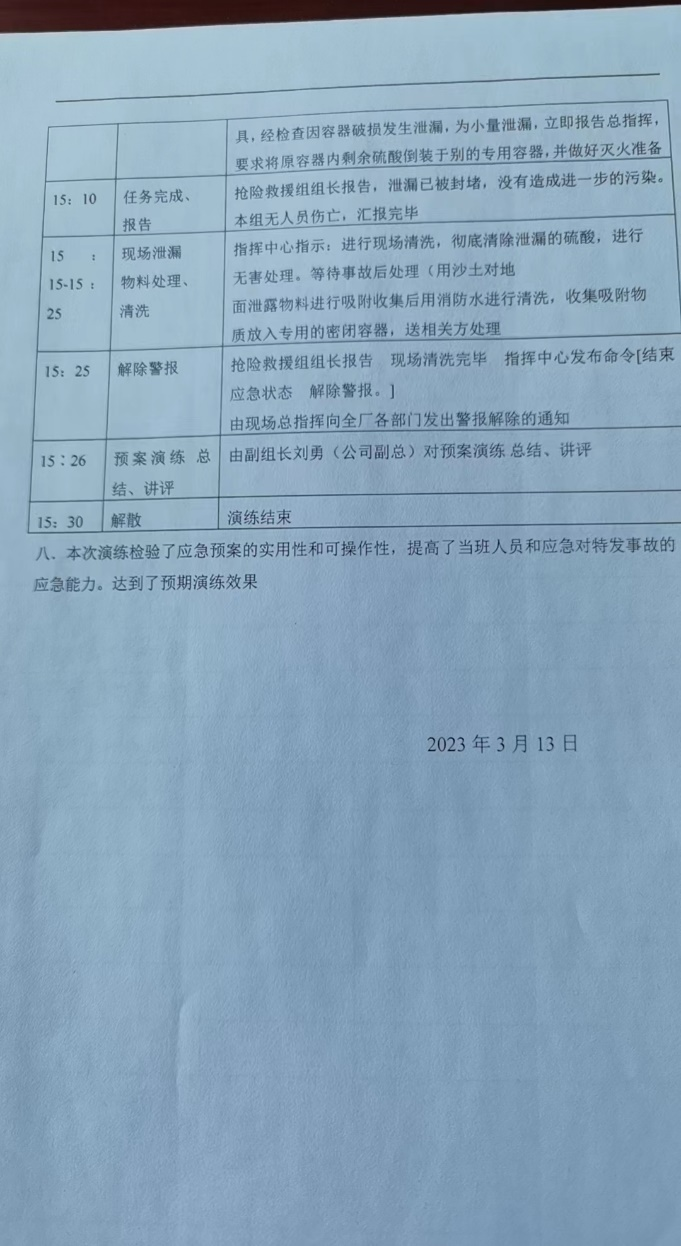 具，经检查因容器破损发生泄漏，为小量泄漏，立即报告总指挥，
要求将原容器内剩余硫酸倒装于别的专用容器，并做好灭火准备
15：10
任务完成、
报告
抢险救援组组长报告，泄漏已被封堵，没有造成进一步的污染。
本组无人员伤亡，汇报完毕
15 ：
15-15：
25
现场泄漏
物料处理、
清洗
指挥中心指示：进行现场清洗，彻底清除泄漏的硫酸，进行
无害处理。等待事故后处理（用沙土对地
面泄露物料进行吸附收集后用消防水进行清洗，收集吸附物
质放入专用的密闭容器，送相关方处理
15：25
解除警报
抢险救援组组长报告 现场清洗完毕 指挥中心发布命令[结束
应急状态 解除警报。]
由现场总指挥向全厂各部门发出警报解除的通知
15：26
预案演练 总
结、讲评
由副组长刘勇（公司副总）对预案演练 总结、讲评
15：30
解散
演练结束
八、本次演练检验了应急预案的实用性和可操作性，提高了当班人员和应急对特发事故的
应急能力。达到了预期演练效果
2023 年 3 月 13 日